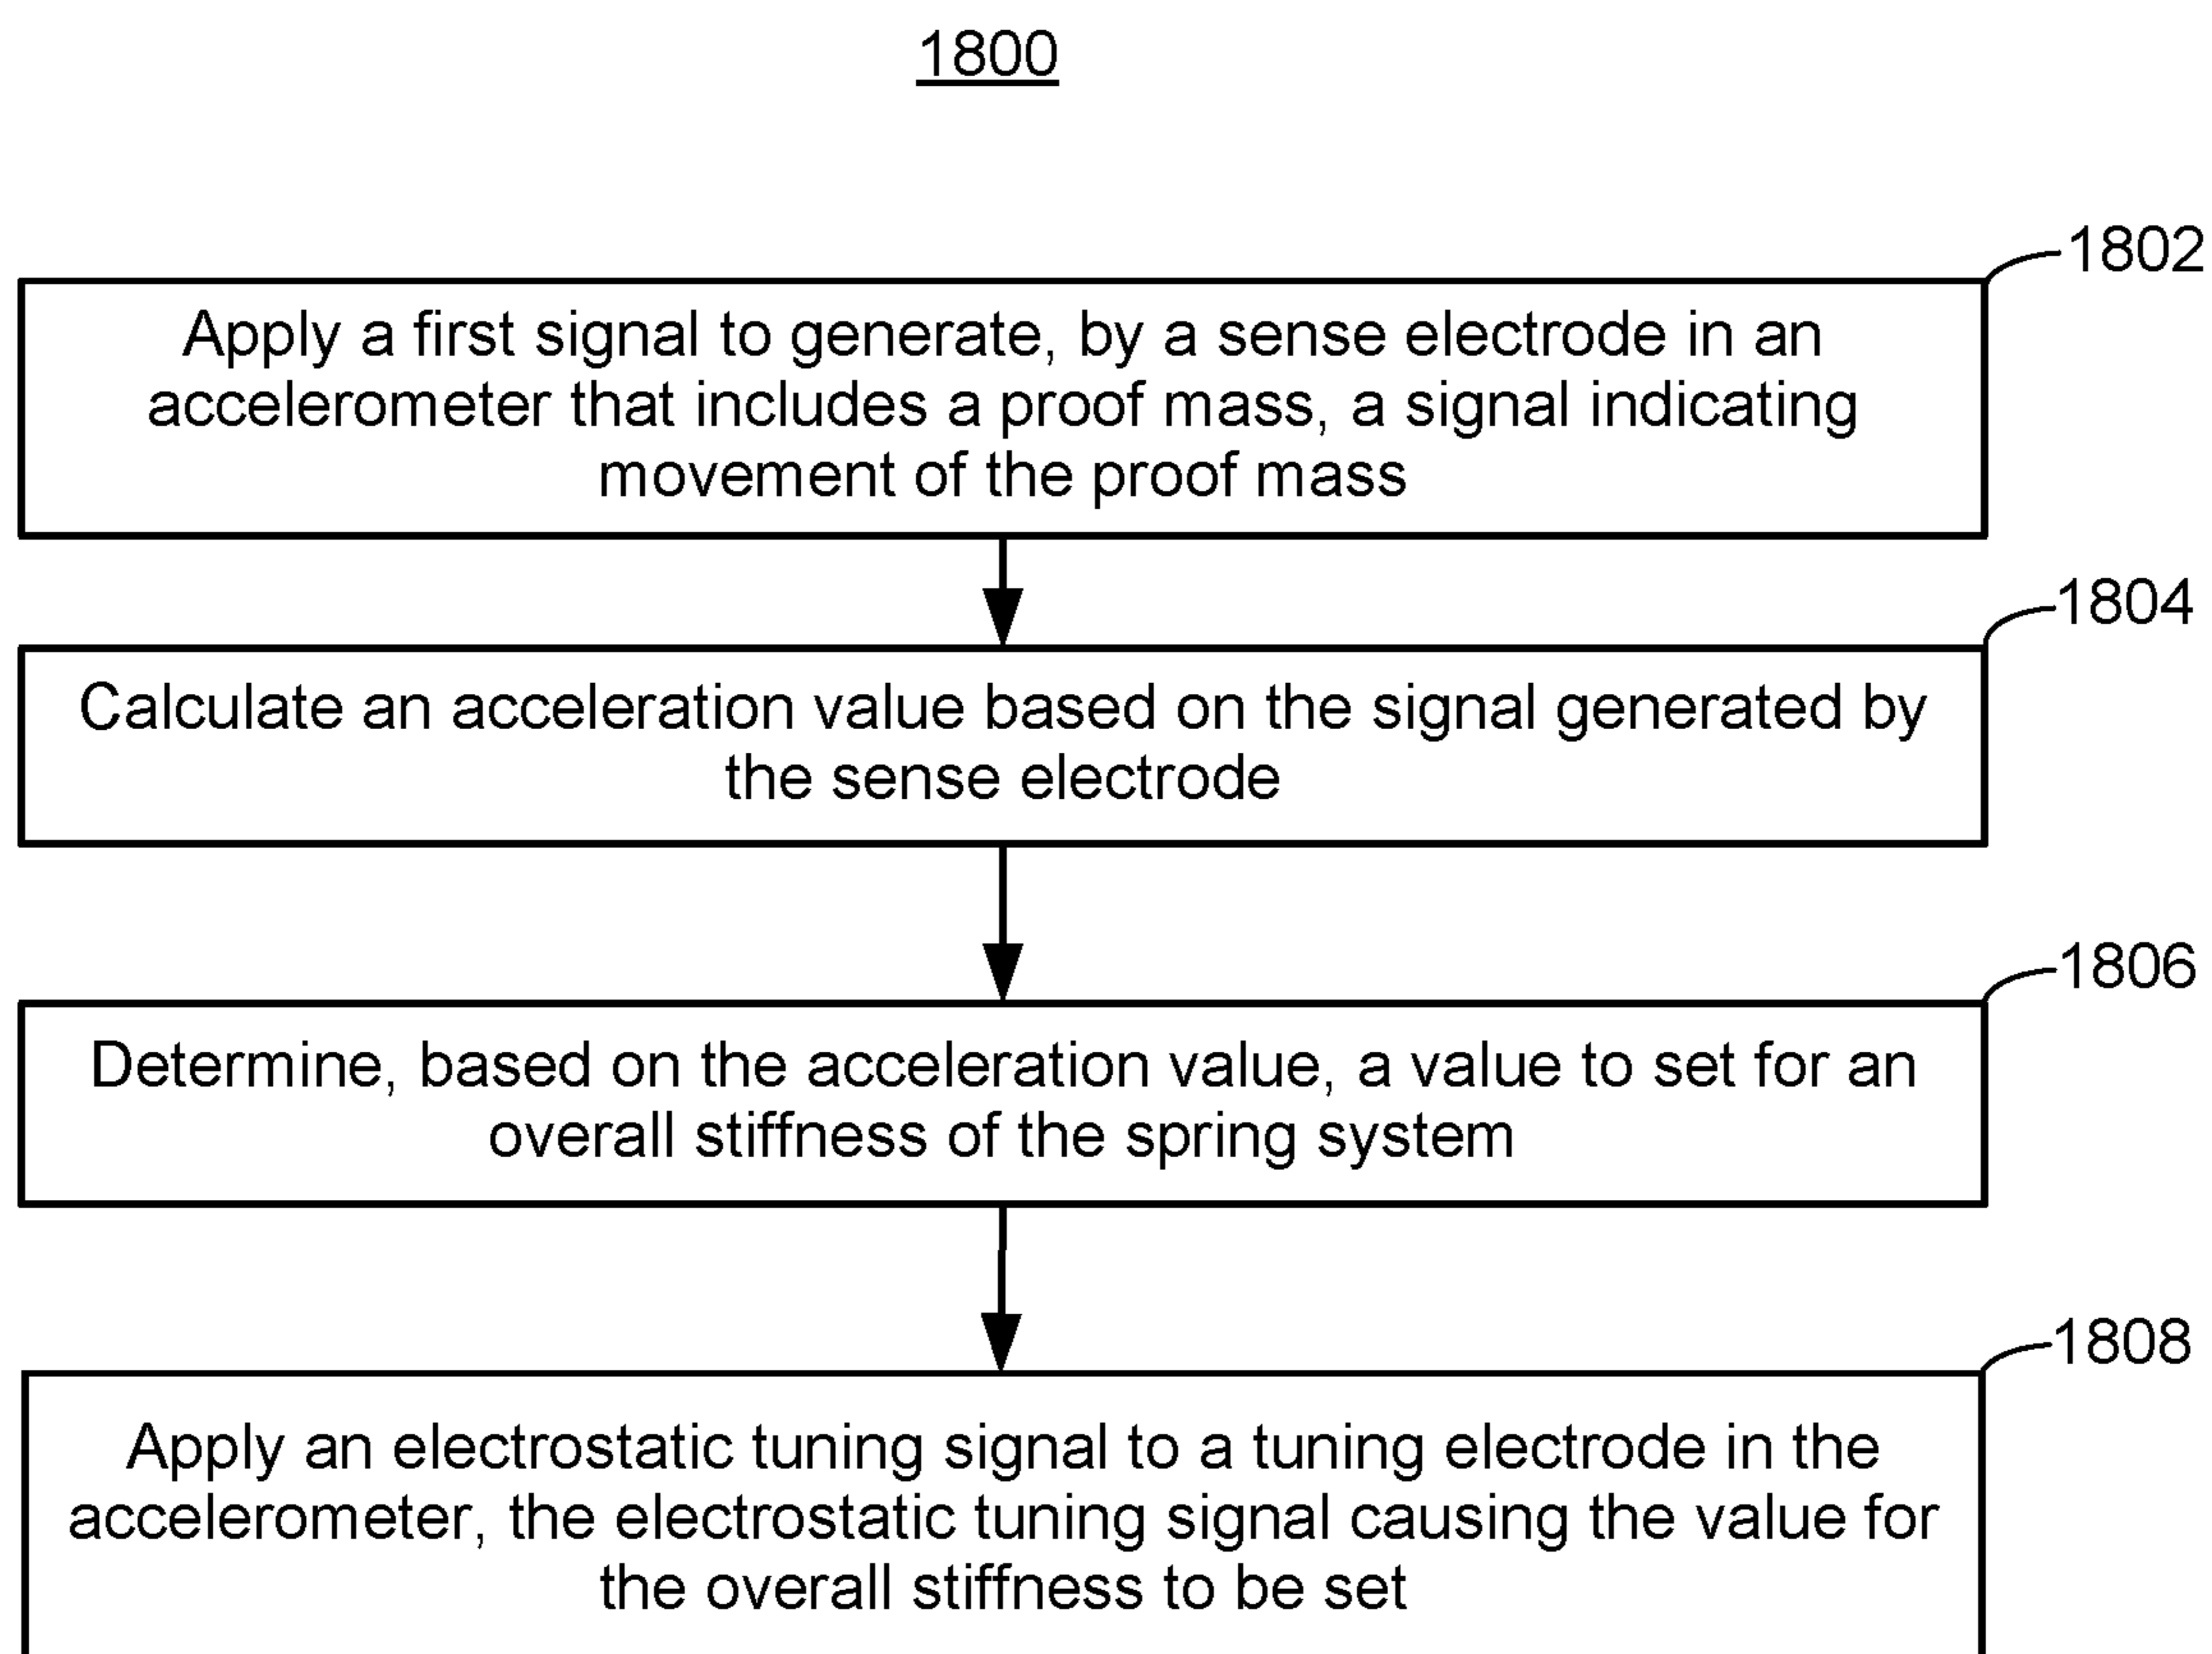 1800
1802
Apply a first signal to generate, by a sense electrode in an
accelerometer that includes a proof mass, a signal indicating
movement of the proof mass
1804
Calculate an acceleration value based on the signal generated by
the sense electrode
1806
Determine, based on the acceleration value, a value to set for an
overall stiffness of the spring system
1808
Apply an electrostatic tuning signal to a tuning electrode in the
accelerometer, the electrostatic tuning signal causing the value for
the overall stiffness to be set